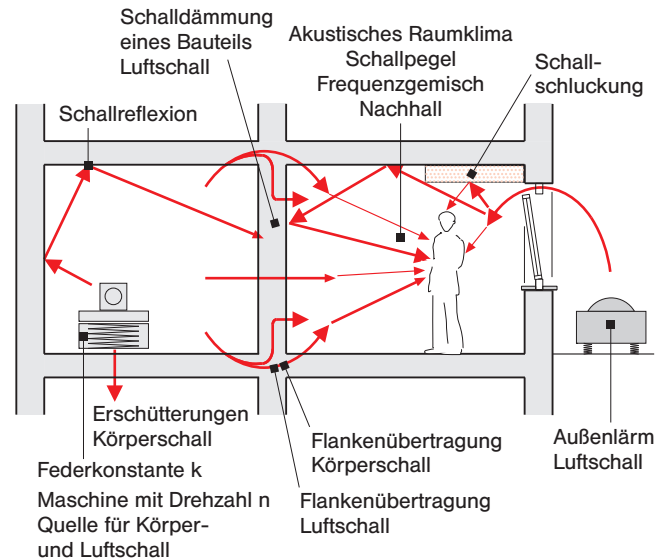 Schalldämmung
eines Bauteils
Luftschall
Akustisches Raumklima
Schallpegel
Frequenzgemisch
Nachhall
Schall-
schluckung
Schallreflexion
Erschütterungen
Körperschall
Federkonstante k
Maschine mit Drehzahl n
Quelle für Körper-
und Luftschall
Flankenübertragung
Körperschall
Flankenübertragung
Luftschall
Außenlärm
Luftschall